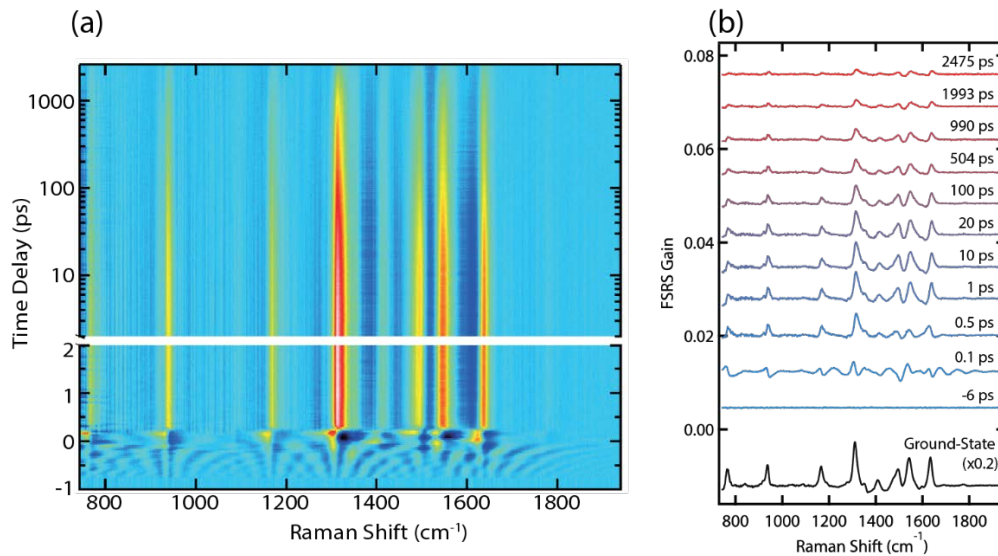 (a)
Time Delay (ps)
1000
100
10
2
1
0
-1
800
1000
1200
1400
1600
1800
Raman Shift (cm⁻¹)
(b)
FSRS Gain
0.08
0.06
0.04
0.02
0.00
2475 ps
1993 ps
990 ps
504 ps
100 ps
20 ps
10 ps
1 ps
0.5 ps
0.1 ps
-6 ps
Ground-State
(x0.2)
800
1000
1200
1400
1600
1800
Raman Shift (cm⁻¹)